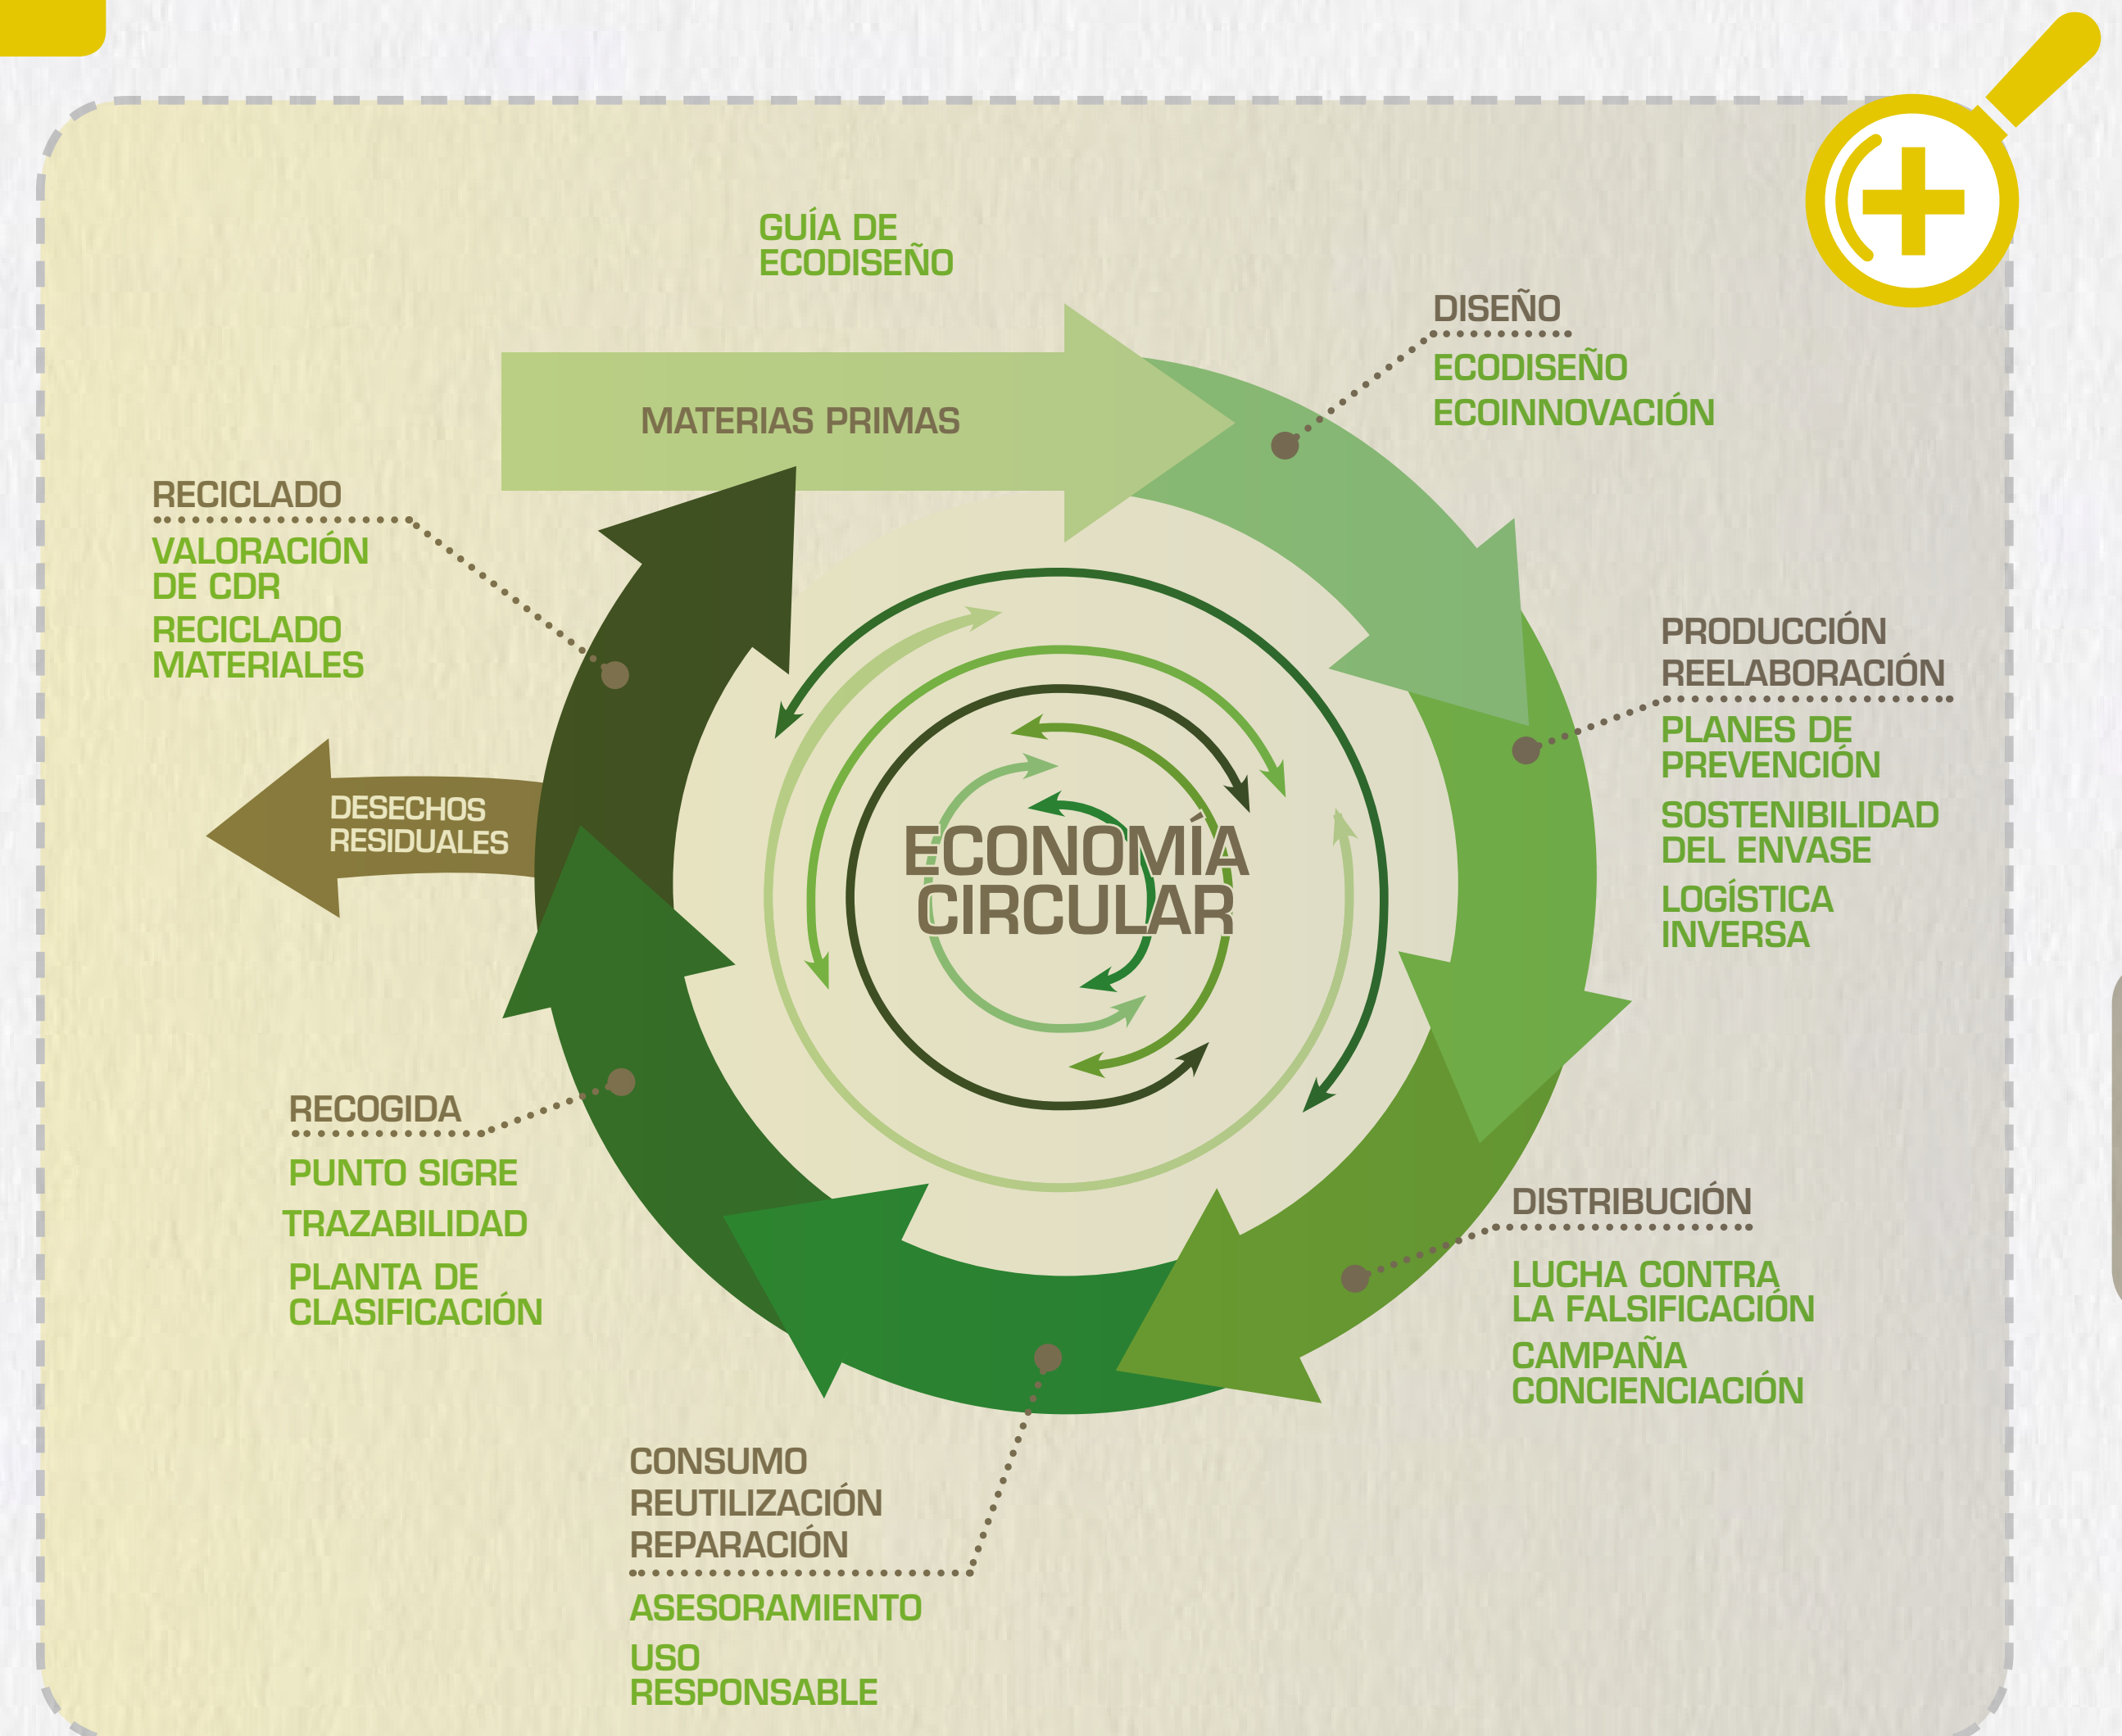 GUÍA DE
ECODISEÑO
MATERIAS PRIMAS
DISEÑO
ECODISEÑO
ECOINNOVACIÓN
PRODUCCIÓN
REELABORACIÓN
PLANES DE
PREVENCIÓN
SOSTENIBILIDAD
DEL ENVASE
LOGÍSTICA
INVERSA
DISTRIBUCIÓN
LUCHA CONTRA
LA FALSIFICACIÓN
CAMPAÑA
CONCIENCIACIÓN
CONSUMO
REUTILIZACIÓN
REPARACIÓN
ASESORAMIENTO
USO
RESPONSABLE
RECOGIDA
PUNTO SIGRE
TRAZABILIDAD
PLANTA DE
CLASIFICACIÓN
DESECHOS
RESIDUALES
RECICLADO
VALORACIÓN
DE CDR
RECICLADO
MATERIALES
ECONOMÍA
CIRCULAR